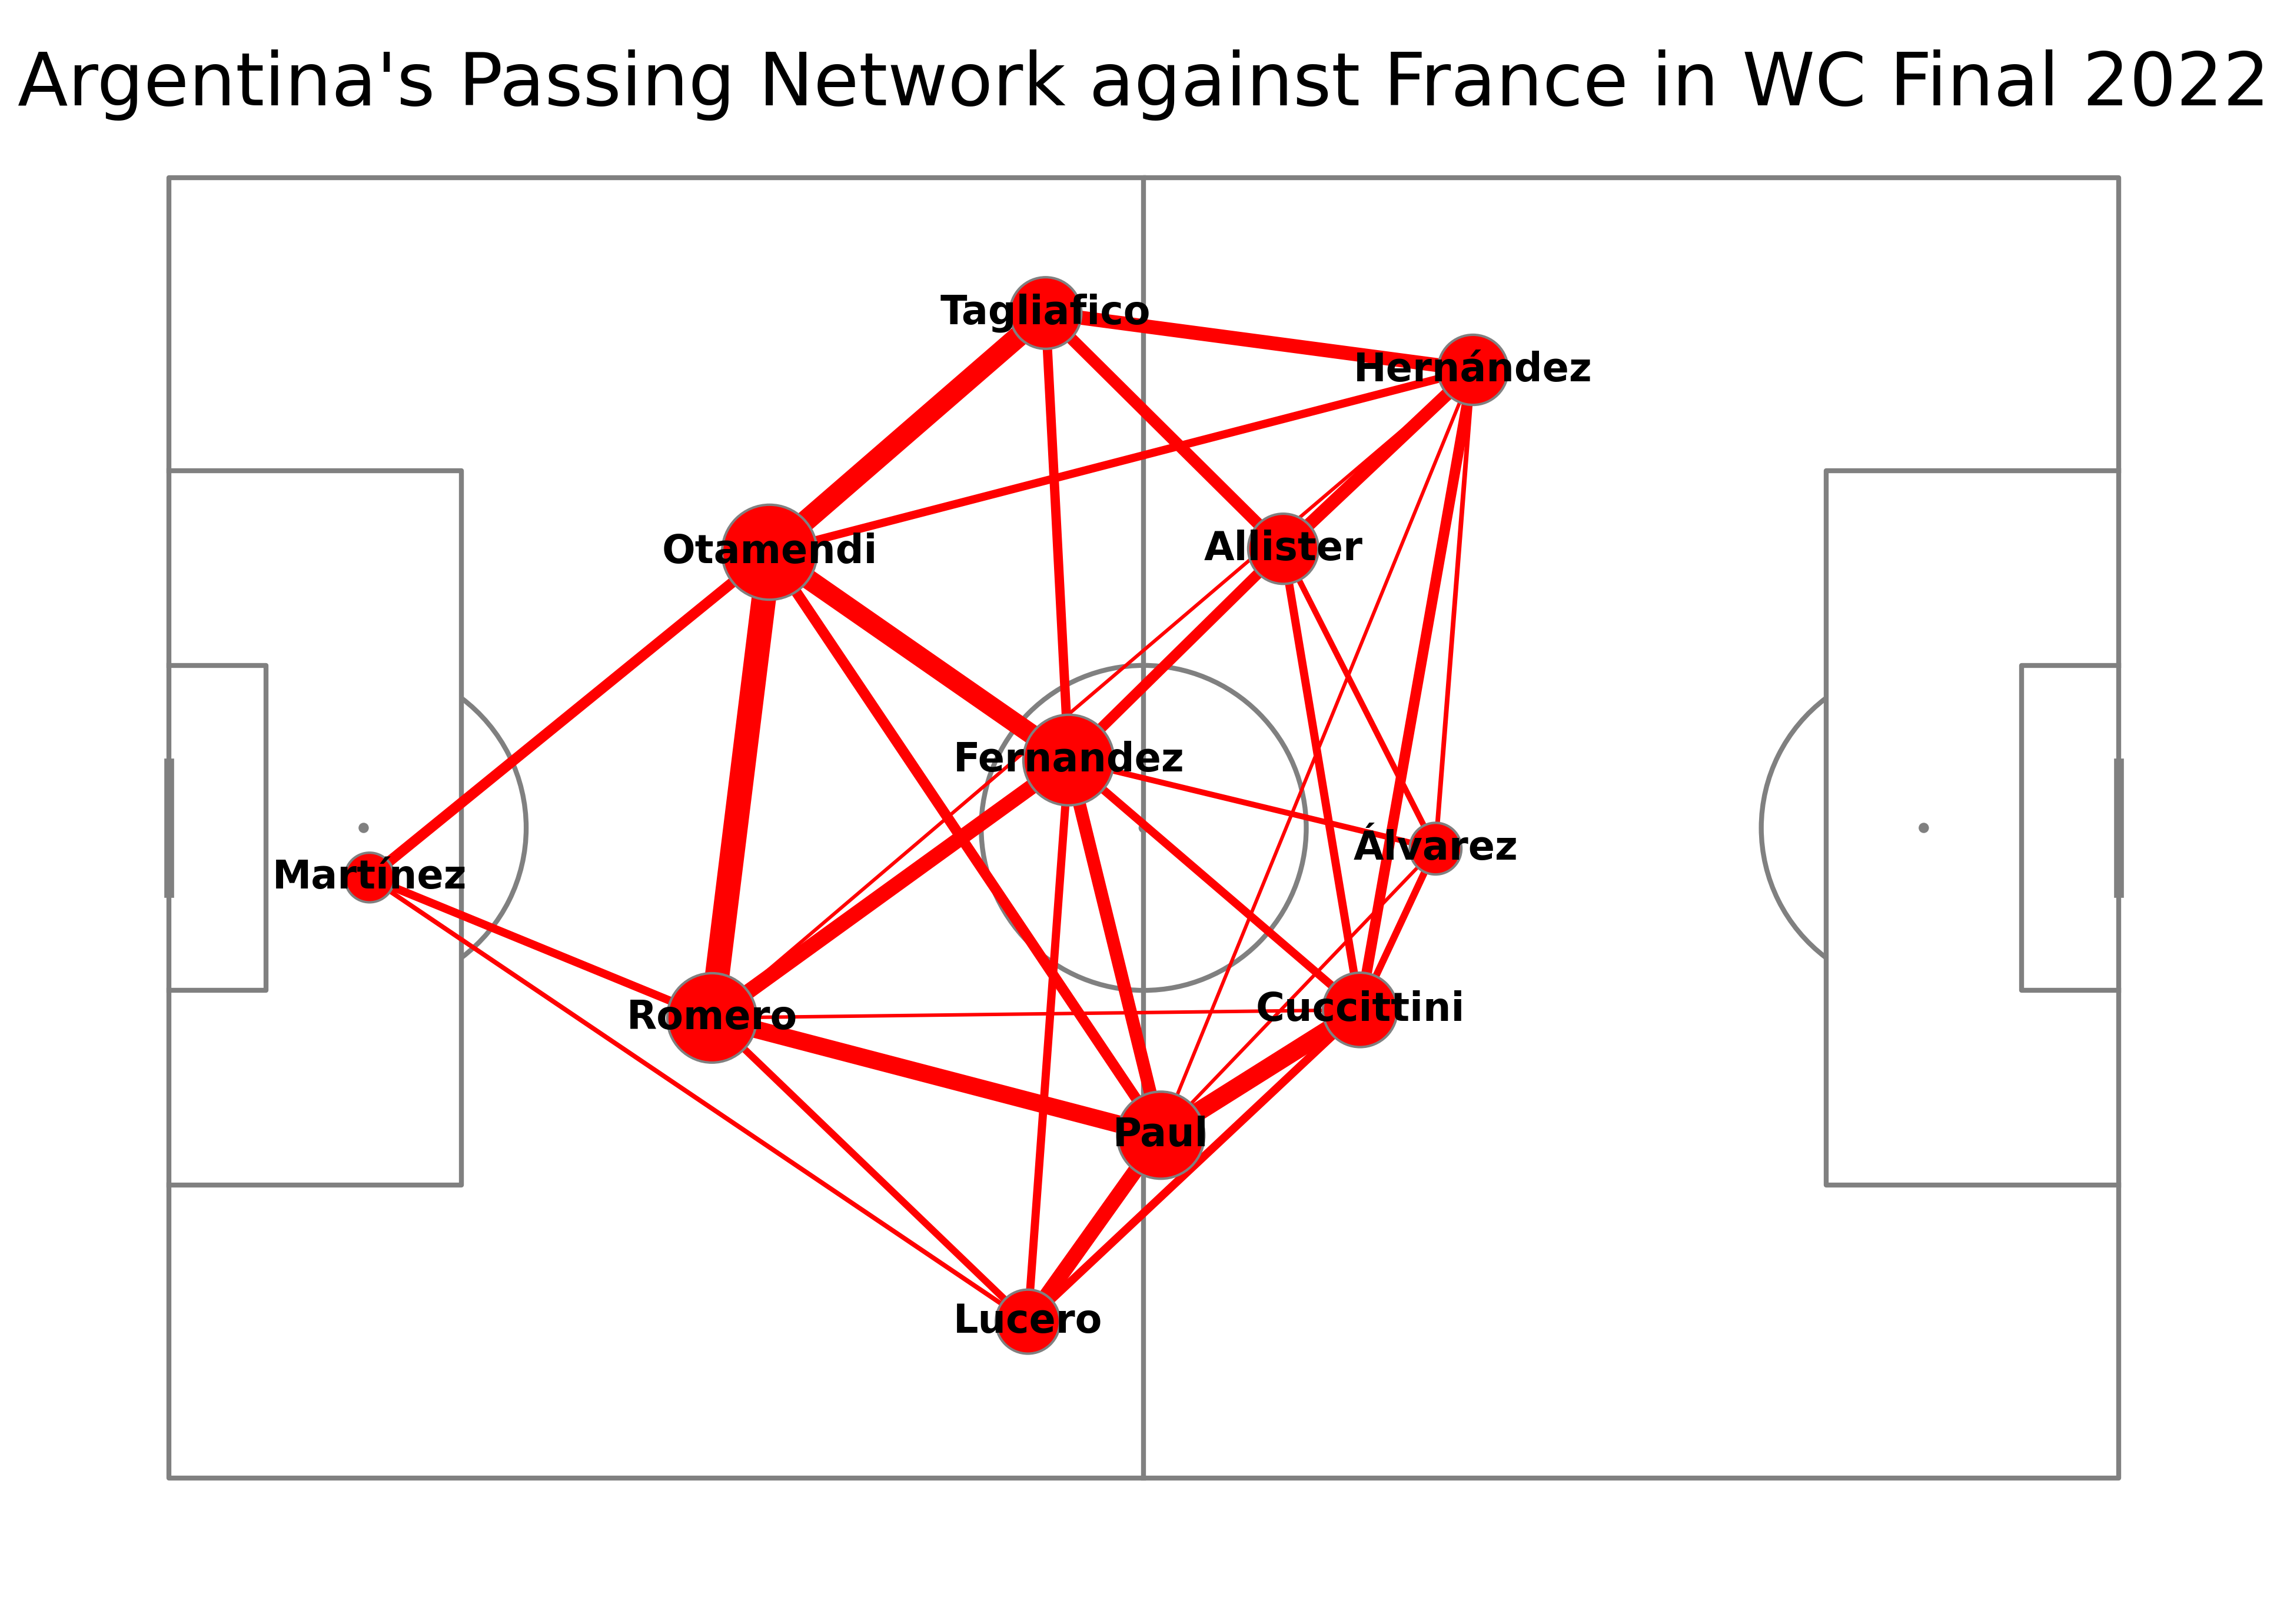 Argentina's Passing Network against France in WC Final 2022
Tagliafico
Hernández
Otamendi
Allister
Fernandez
Álvarez
Martínez
Romero
Cuccittini
Paul
Lucero